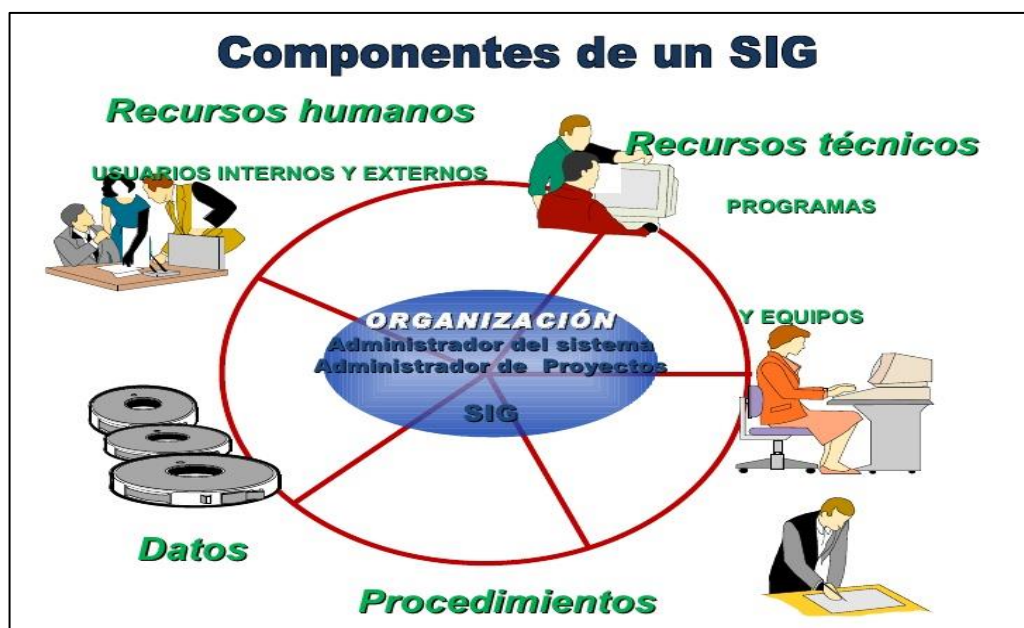 Componentes de un SIG
Recursos humanos
USUARIOS INTERNOS Y EXTERNOS
Recursos técnicos
PROGRAMAS
Y EQUIPOS
ORGANIZACIÓN
Administrador del sistema
Administrador de Proyectos
SIG
Datos
Procedimientos